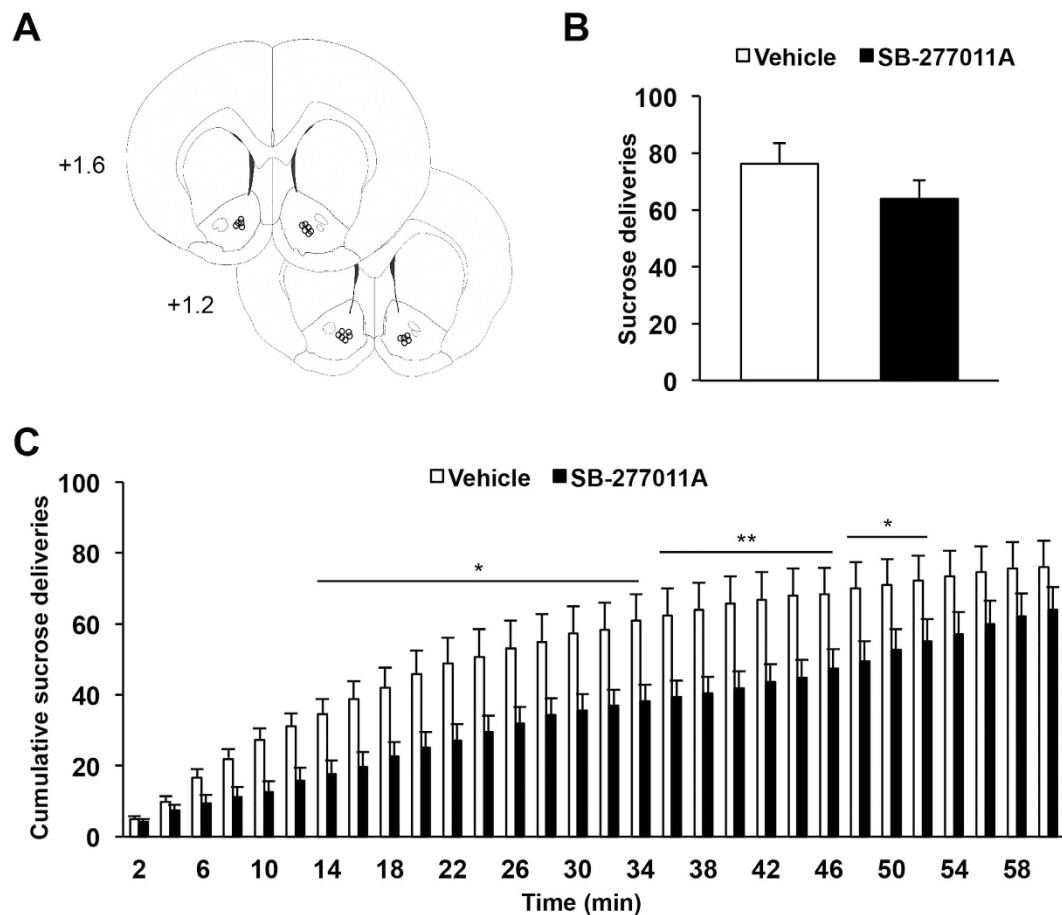 A
+1.6
+1.2
B
Vehicle SB-277011A
Sucrose deliveries
100
80
60
40
20
0
C
Vehicle SB-277011A
Cumulative sucrose deliveries
100
80
60
40
20
0
*
**
*
2 6 10 14 18 22 26 30 34 38 42 46 50 54 58
Time (min)